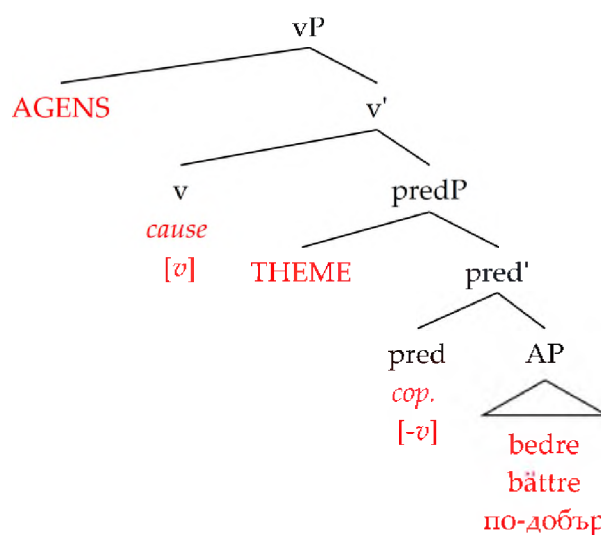 vP
AGENS
v'
v
predP
cause
[v]
THEME
pred'
pred
AP
cop.
[-v]
bedre
bättre
по-добър